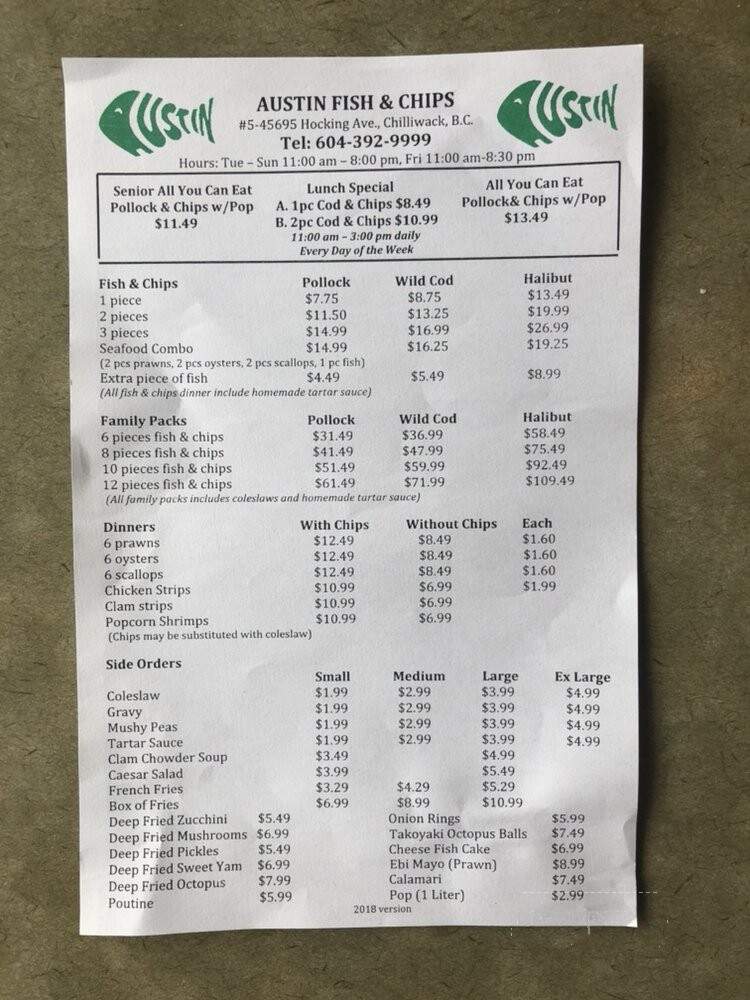 AUSTIN AUSTIN FISH & CHIPS AUSTIN
#5-45695 Hocking Ave., Chilliwack, B.C.
Tel: 604-392-9999
Hours: Tue – Sun 11:00 am – 8:00 pm, Fri 11:00 am-8:30 pm
Senior All You Can Eat
Pollock & Chips w/Pop
$11.49
Lunch Special
A. 1pc Cod & Chips $8.49
B. 2pc Cod & Chips $10.99
11:00 am – 3:00 pm daily
Every Day of the Week
All You Can Eat
Pollock& Chips w/Pop
$13.49
Fish & Chips Pollock Wild Cod Halibut
1 piece $7.75 $8.75 $13.49
2 pieces $11.50 $13.25 $19.99
3 pieces $14.99 $16.99 $26.99
Seafood Combo $14.99 $16.25 $19.25
(2 pcs prawns, 2 pcs oysters, 2 pcs scallops, 1 pc fish)
Extra piece of fish $4.49 $5.49 $8.99
(All fish & chips dinner include homemade tartar sauce)
Family Packs Pollock Wild Cod Halibut
6 pieces fish & chips $31.49 $36.99 $58.49
8 pieces fish & chips $41.49 $47.99 $75.49
10 pieces fish & chips $51.49 $59.99 $92.49
12 pieces fish & chips $61.49 $71.99 $109.49
(All family packs includes coleslaws and homemade tartar sauce)
Dinners With Chips Without Chips Each
6 prawns $12.49 $8.49 $1.60
6 oysters $12.49 $8.49 $1.60
6 scallops $12.49 $8.49 $1.60
Chicken Strips $10.99 $6.99 $1.99
Clam strips $10.99 $6.99
Popcorn Shrimps $10.99 $6.99
(Chips may be substituted with coleslaw)
Side Orders
Small Medium Large Ex Large
Coleslaw $1.99 $2.99 $3.99 $4.99
Gravy $1.99 $2.99 $3.99 $4.99
Mushy Peas $1.99 $2.99 $3.99 $4.99
Tartar Sauce $1.99 $2.99 $3.99 $4.99
Clam Chowder Soup $3.49 $4.99
Caesar Salad $3.99 $5.49
French Fries $3.29 $4.29 $5.29
Box of Fries $6.99 $8.99 $10.99
Deep Fried Zucchini $5.49 Onion Rings $5.99
Deep Fried Mushrooms $6.99 Takoyaki Octopus Balls $7.49
Deep Fried Pickles $5.49 Cheese Fish Cake $6.99
Deep Fried Sweet Yam $6.99 Ebi Mayo (Prawn) $8.99
Deep Fried Octopus $7.99 Calamari $7.49
Poutine $5.99 Pop (1 Liter) $2.99
2018 version